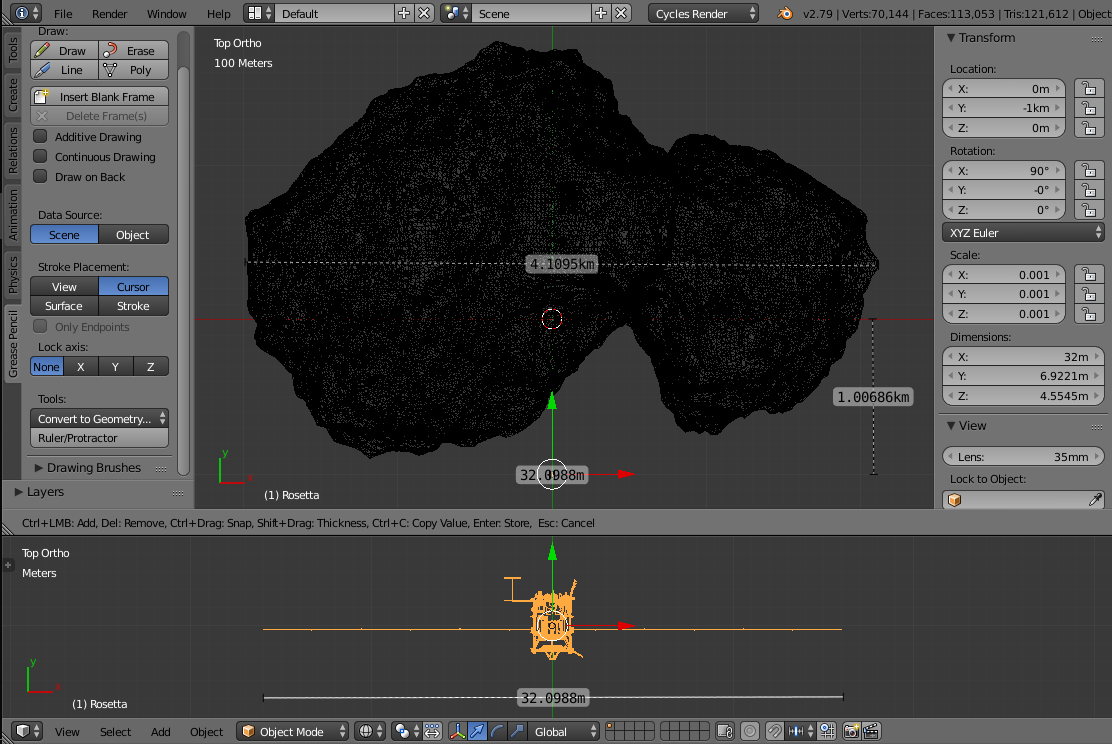 File Render Window Help Default Scene Cycles Render v2.79 | Verts:70,144 | Faces:113,053 | Tris:121,612 | Object
Tools
Create
Relations
Animation
Physics
Grease Pencil
Draw:
Draw Erase
Line Poly
Insert Blank Frame
Delete Frame(s)
Additive Drawing
Continuous Drawing
Draw on Back
Data Source:
Scene Object
Stroke Placement:
View Cursor
Surface Stroke
Only Endpoints
Lock axis:
None X Y Z
Tools:
Convert to Geometry...
Ruler/Protractor
Drawing Brushes
Layers
Top Ortho
100 Meters
4.1095km
1.00686km
32.0988m
y
x
(1) Rosetta
Transform
Location:
X: 0m
Y: -1km
Z: 0m
Rotation:
X: 90°
Y: -0°
Z: 0°
XYZ Euler
Scale:
X: 0.001
Y: 0.001
Z: 0.001
Dimensions:
X: 32m
Y: 6.9221m
Z: 4.5545m
View
Lens: 35mm
Lock to Object:
Ctrl+LMB: Add, Del: Remove, Ctrl+Drag: Snap, Shift+Drag: Thickness, Ctrl+C: Copy Value, Enter: Store, Esc: Cancel
Top Ortho
Meters
32.0988m
y
x
(1) Rosetta
View Select Add Object Object Mode Global